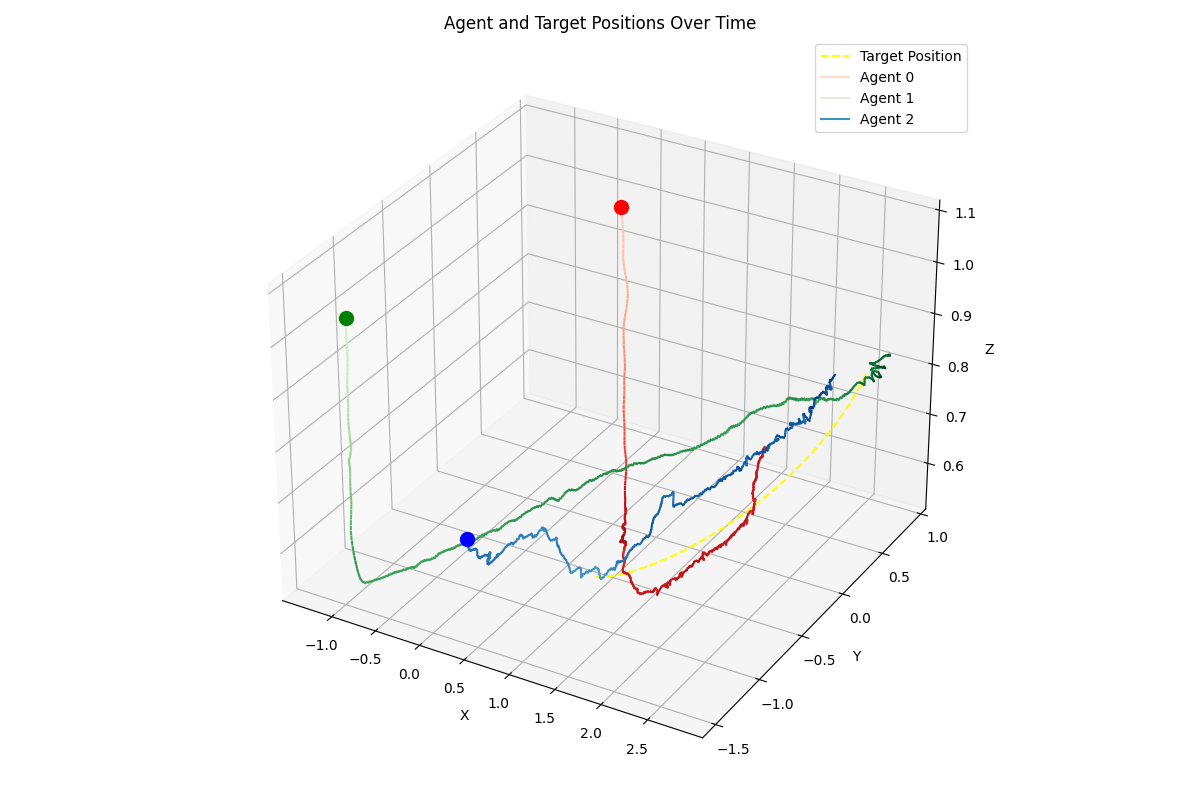 Agent and Target Positions Over Time
Target Position
Agent 0
Agent 1
Agent 2
1.1
1.0
0.9
0.8
0.7
0.6
Z
−1.0
−0.5
0.0
0.5
1.0
1.5
2.0
2.5
X
−1.5
−1.0
−0.5
0.0
0.5
1.0
Y